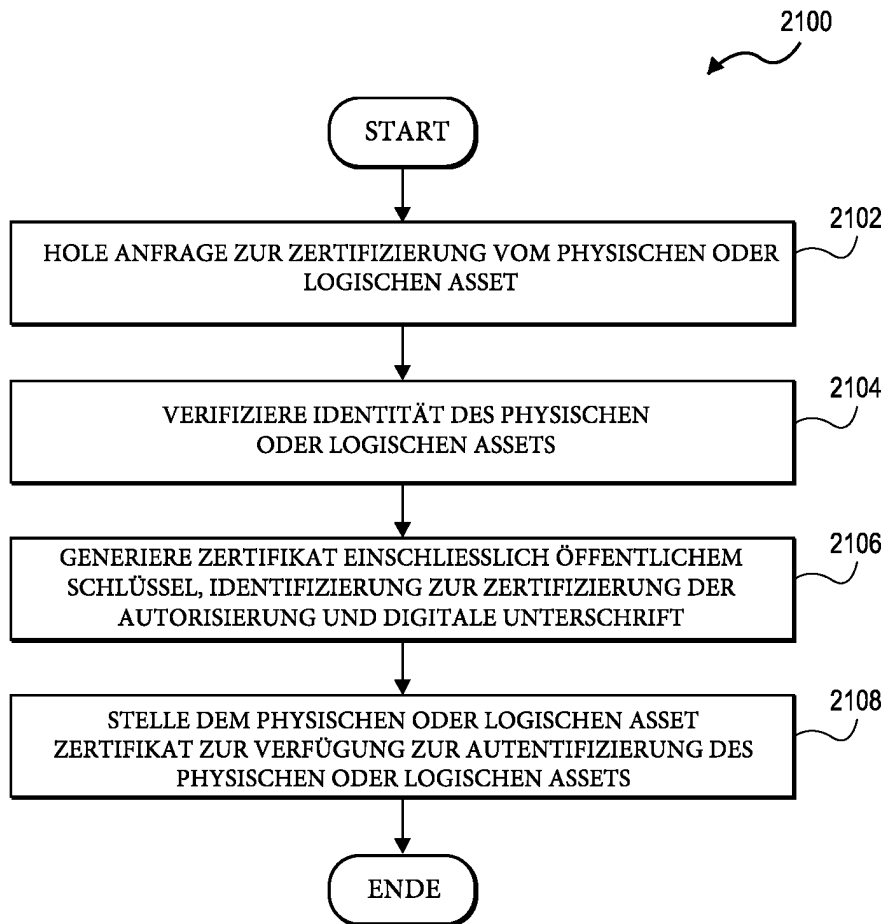 2100
START
2102
HOLE ANFRAGE ZUR ZERTIFIZIERUNG VOM PHYSISCHEN ODER
LOGISCHEN ASSET
2104
VERIFIZIERE IDENTITÄT DES PHYSISCHEN
ODER LOGISCHEN ASSETS
2106
GENERIERE ZERTIFIKAT EINSCHLIESSLICH ÖFFENTLICHEM
SCHLÜSSEL, IDENTIFIZIERUNG ZUR ZERTIFIZIERUNG DER
AUTORISIERUNG UND DIGITALE UNTERSCHRIFT
2108
STELLE DEM PHYSISCHEN ODER LOGISCHEN ASSET
ZERTIFIKAT ZUR VERFÜGUNG ZUR AUTENTIFIZIERUNG DES
PHYSISCHEN ODER LOGISCHEN ASSETS
ENDE